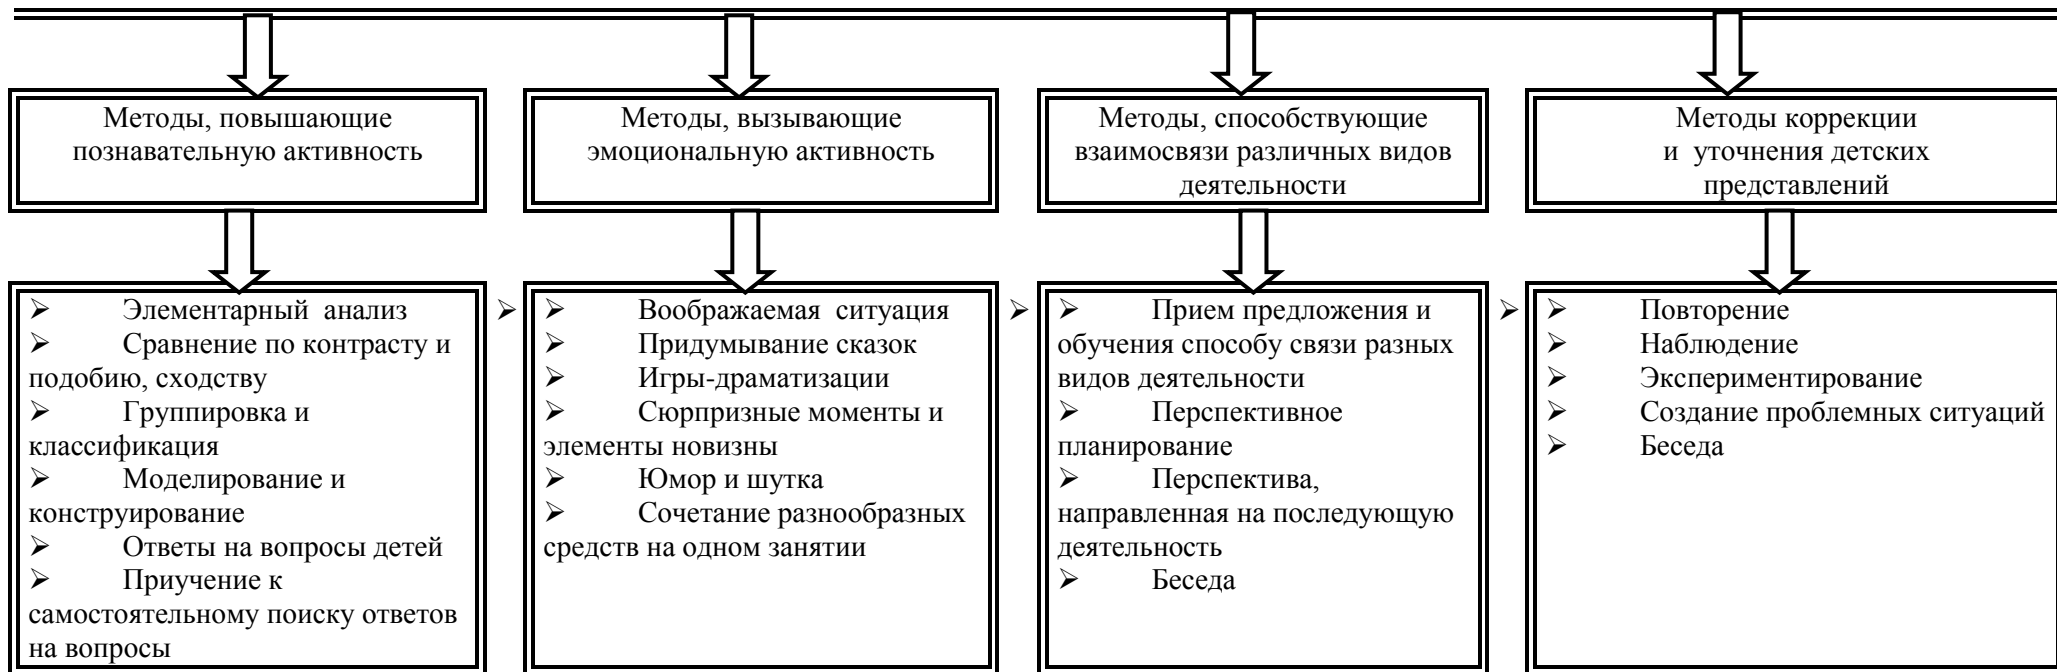 Методы, повышающие
познавательную активность
Методы, вызывающие
эмоциональную активность
Методы, способствующие
взаимосвязи различных видов
деятельности
Методы коррекции
и уточнения детских
представлений
➢ Элементарный анализ
➢ Сравнение по контрасту и
подобию, сходству
➢ Группировка и
классификация
➢ Моделирование и
конструирование
➢ Ответы на вопросы детей
➢ Приучение к
самостоятельному поиску ответов
на вопросы
➢ Воображаемая ситуация
➢ Придумывание сказок
➢ Игры-драматизации
➢ Сюрпризные моменты и
элементы новизны
➢ Юмор и шутка
➢ Сочетание разнообразных
средств на одном занятии
➢ Прием предложения и
обучения способу связи разных
видов деятельности
➢ Перспективное
планирование
➢ Перспектива,
направленная на последующую
деятельность
➢ Беседа
➢ Повторение
➢ Наблюдение
➢ Экспериментирование
➢ Создание проблемных ситуаций
➢ Беседа